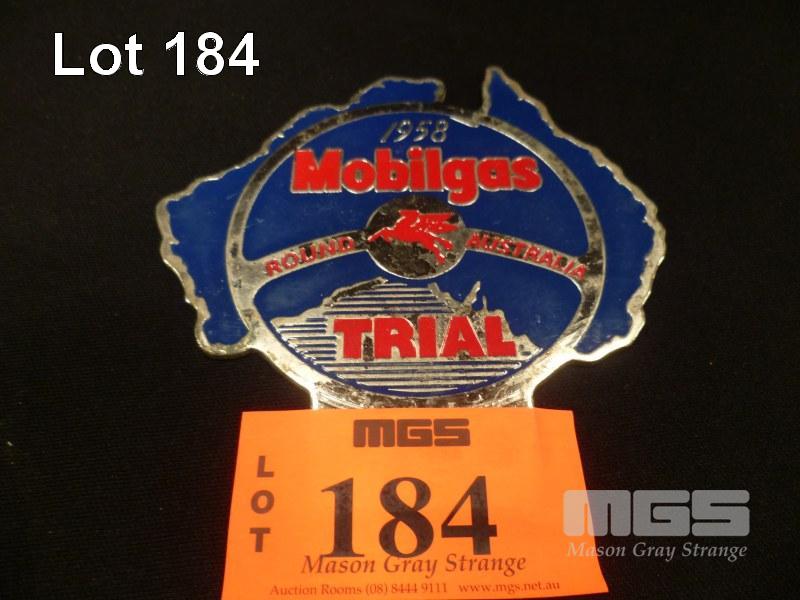 Lot 184
1958
Mobilgas
ROUND AUSTRALIA
TRIAL
MGS
LOT
184
Mason Gray Strange
Auction Rooms (08) 8444 9111 www.mgs.net.au
MGS
Mason Gray Strange